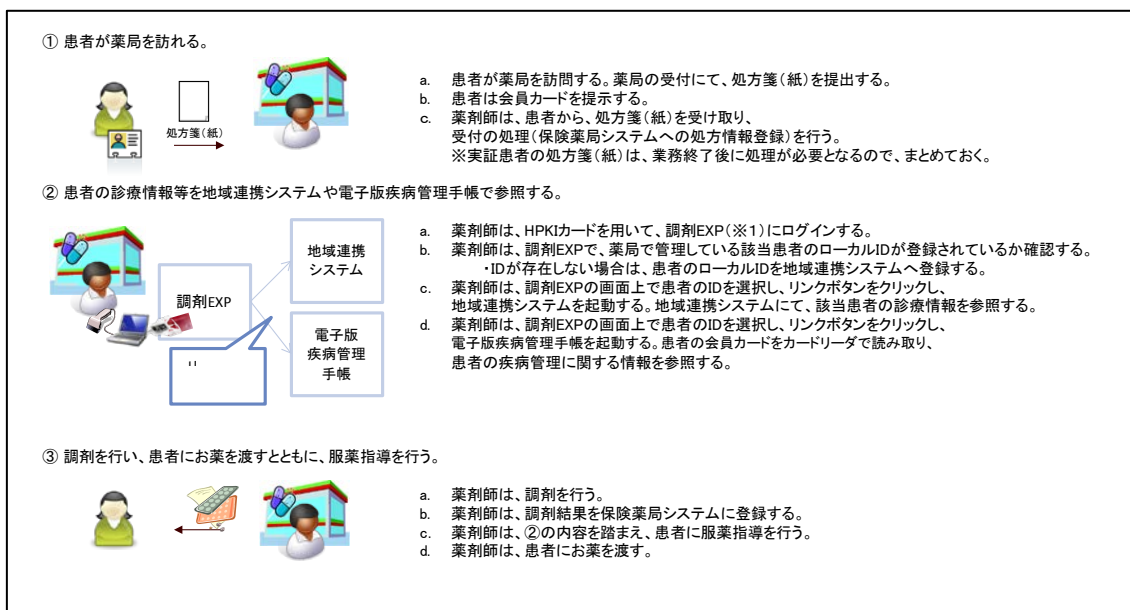 ① 患者が薬局を訪れる。
処方箋(紙)
a. 患者が薬局を訪問する。薬局の受付にて、処方箋(紙)を提出する。
b. 患者は会員カードを提示する。
c. 薬剤師は、患者から、処方箋(紙)を受け取り、
受付の処理(保険薬局システムへの処方情報登録)を行う。
※実証患者の処方箋(紙)は、業務終了後に処理が必要となるので、まとめておく。
② 患者の診療情報等を地域連携システムや電子版疾病管理手帳で参照する。
調剤EXP
地域連携
システム
電子版
疾病管理
手帳
a. 薬剤師は、HPKIカードを用いて、調剤EXP(※1)にログインする。
b. 薬剤師は、調剤EXPで、薬局で管理している該当患者のローカルIDが登録されているか確認する。
・IDが存在しない場合は、患者のローカルIDを地域連携システムへ登録する。
c. 薬剤師は、調剤EXPの画面上で患者のIDを選択し、リンクボタンをクリックし、
地域連携システムを起動する。地域連携システムにて、該当患者の診療情報を参照する。
d. 薬剤師は、調剤EXPの画面上で患者のIDを選択し、リンクボタンをクリックし、
電子版疾病管理手帳を起動する。患者の会員カードをカードリーダで読み取り、
患者の疾病管理に関する情報を参照する。
③ 調剤を行い、患者にお薬を渡すとともに、服薬指導を行う。
a. 薬剤師は、調剤を行う。
b. 薬剤師は、調剤結果を保険薬局システムに登録する。
c. 薬剤師は、②の内容を踏まえ、患者に服薬指導を行う。
d. 薬剤師は、患者にお薬を渡す。